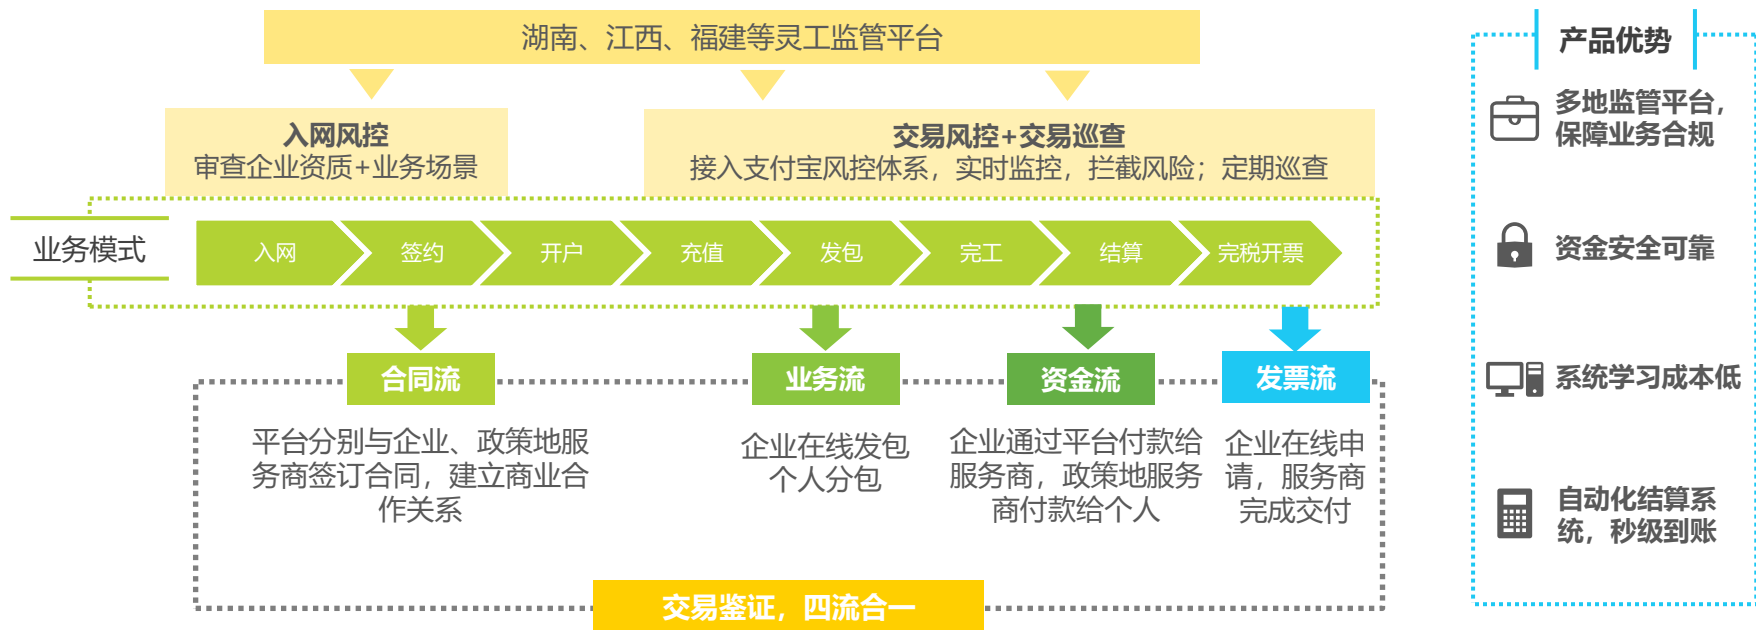 湖南、江西、福建等灵工监管平台
入网风控
审查企业资质+业务场景
交易风控+交易巡查
接入支付宝风控体系，实时监控，拦截风险；定期巡查
业务模式
入网
签约
开户
充值
发包
完工
结算
完税开票
合同流
平台分别与企业、政策地服
务商签订合同，建立商业合
作关系
业务流
企业在线发包
个人分包
资金流
企业通过平台付款给
服务商，政策地服务
商付款给个人
发票流
企业在线申
请，服务商
完成交付
交易鉴证，四流合一
产品优势
多地监管平台，
保障业务合规
资金安全可靠
系统学习成本低
自动化结算系
统，秒级到账